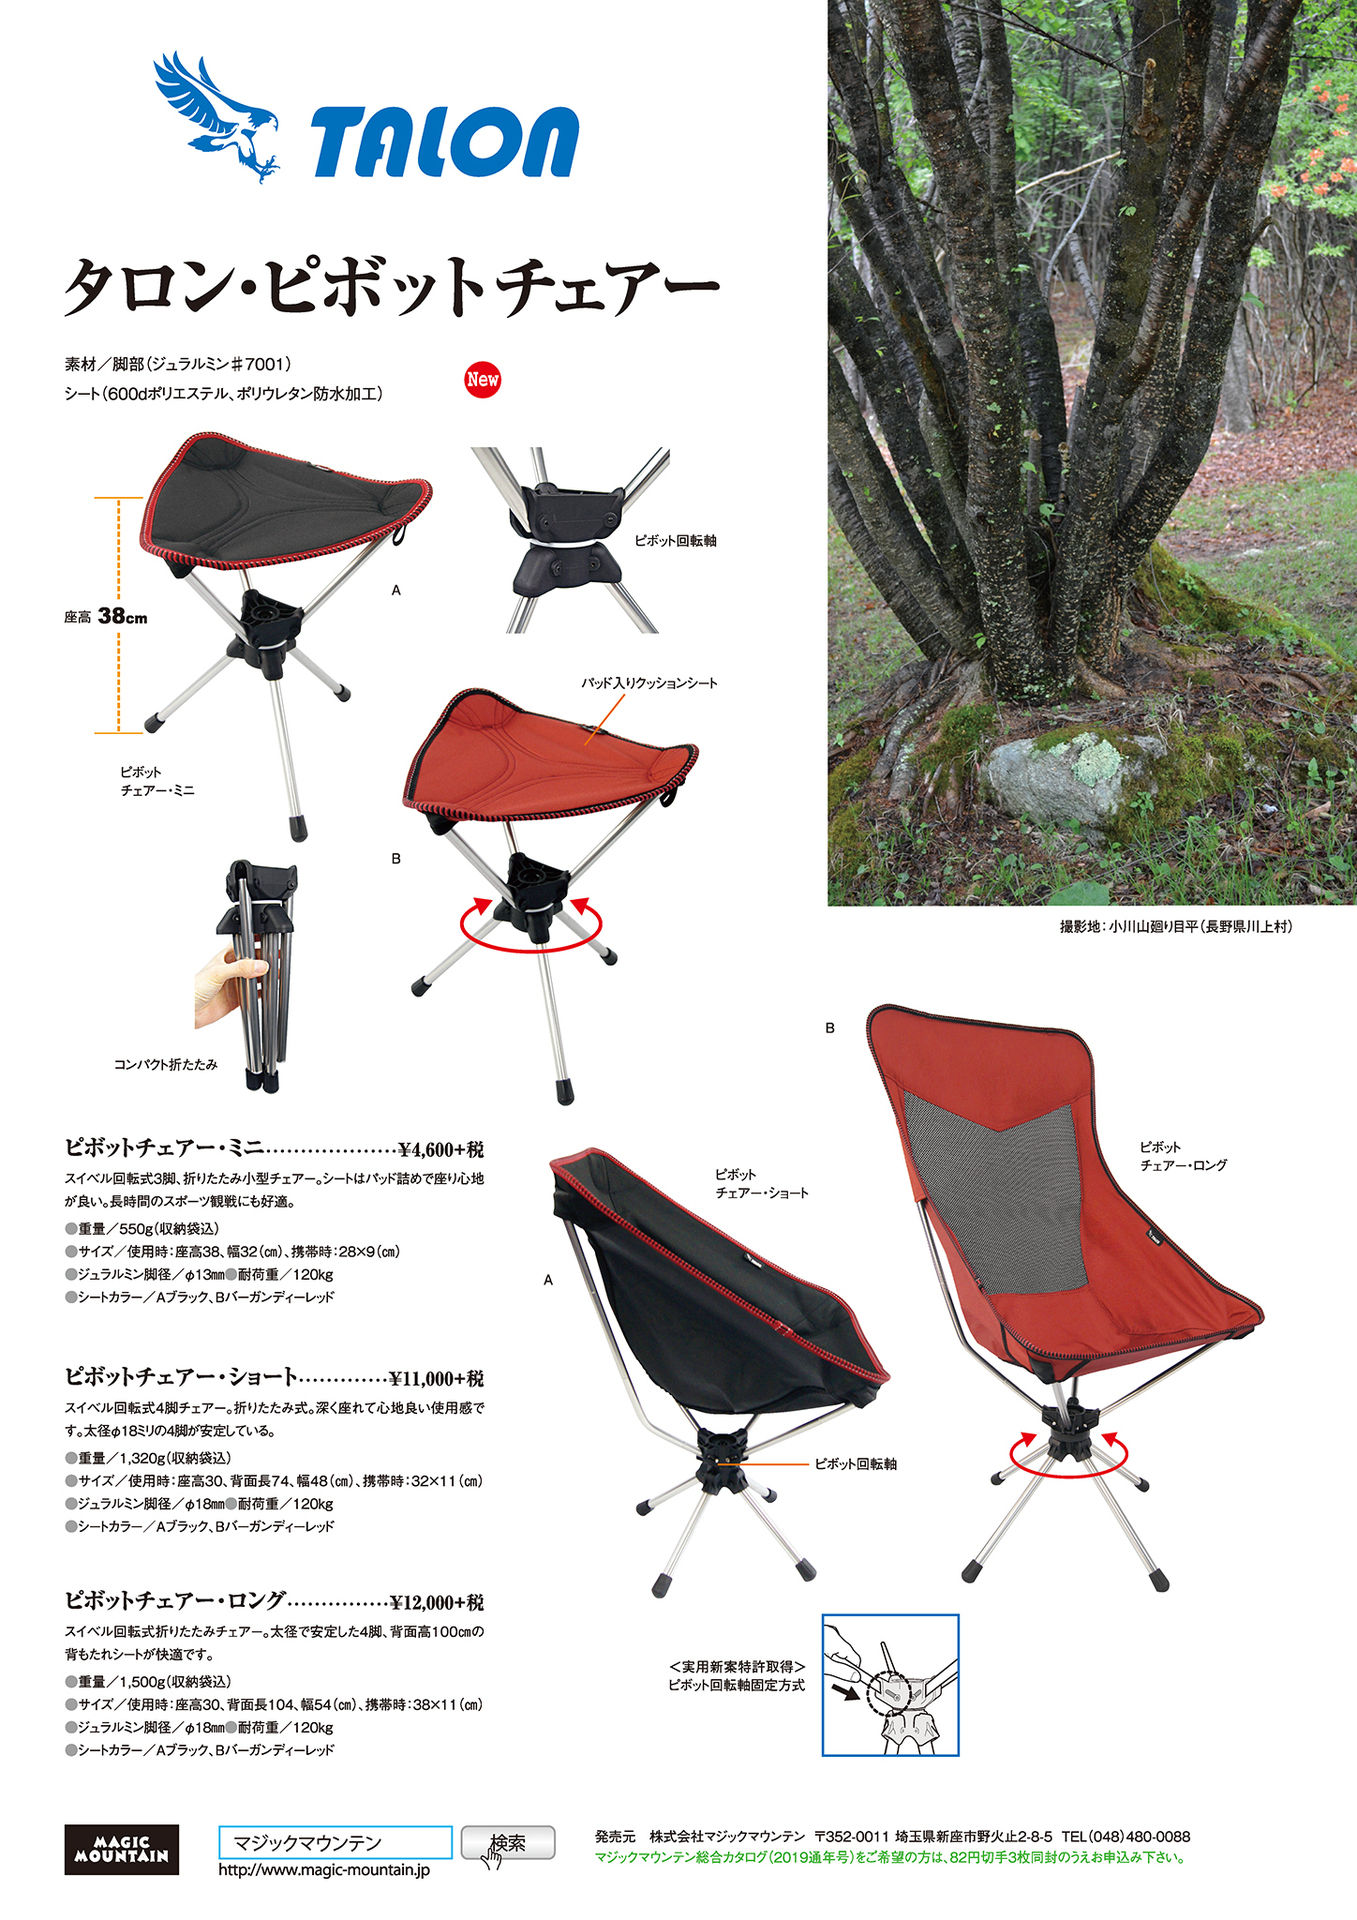 TALON
タロン・ピボットチェアー
素材／脚部(ジュラルミン♯7001)
シート(600dポリエステル、ポリウレタン防水加工)
New
ピボット回転軸
A
座高 38cm
パッド入りクッションシート
ピボット
チェアー・ミニ
B
コンパクト折たたみ
撮影地：小川山廻り目平(長野県川上村)
B
ピボット
チェアー・ロング
ピボット
チェアー・ショート
A
ピボット回転軸
ピボットチェアー・ミニ…………………¥4,600+税
スイベル回転式3脚、折りたたみ小型チェアー。シートはパッド詰めで座り心地
が良い。長時間のスポーツ観戦にも好適。
●重量／550g(収納袋込)
●サイズ／使用時：座高38、幅32(㎝)、携帯時：28×9(㎝)
●ジュラルミン脚径／φ13㎜●耐荷重／120kg
●シートカラー／Aブラック、Bバーガンディーレッド
ピボットチェアー・ショート…………¥11,000+税
スイベル回転式4脚チェアー。折りたたみ式。深く座れて心地良い使用感で
す。太径φ18ミリの4脚が安定している。
●重量／1,320g(収納袋込)
●サイズ／使用時：座高30、背面長74、幅48(㎝)、携帯時：32×11(㎝)
●ジュラルミン脚径／φ18㎜●耐荷重／120kg
●シートカラー／Aブラック、Bバーガンディーレッド
ピボットチェアー・ロング……………¥12,000+税
スイベル回転式折りたたみチェアー。太径で安定した4脚、背面高100㎝の
背もたれシートが快適です。
●重量／1,500g(収納袋込)
●サイズ／使用時：座高30、背面長104、幅54(㎝)、携帯時：38×11(㎝)
●ジュラルミン脚径／φ18㎜●耐荷重／120kg
●シートカラー／Aブラック、Bバーガンディーレッド
＜実用新案特許取得＞
ピボット回転軸固定方式
MAGIC
MOUNTAIN
マジックマウンテン
検索
http://www.magic-mountain.jp
発売元　株式会社マジックマウンテン　〒352-0011 埼玉県新座市野火止2-8-5　TEL(048)480-0088
マジックマウンテン総合カタログ(2019通年号)をご希望の方は、82円切手3枚同封のうえお申込み下さい。